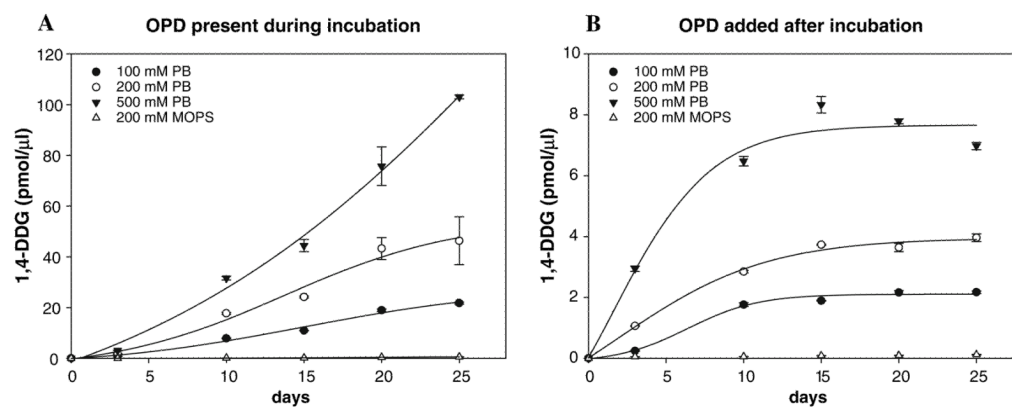 A OPD present during incubation
120
100
80
60
40
20
0
1,4-DDG (pmol/μl)
100 mM PB
200 mM PB
500 mM PB
200 mM MOPS
0 5 10 15 20 25
days
B OPD added after incubation
10
8
6
4
2
0
1,4-DDG (pmol/μl)
100 mM PB
200 mM PB
500 mM PB
200 mM MOPS
0 5 10 15 20 25
days